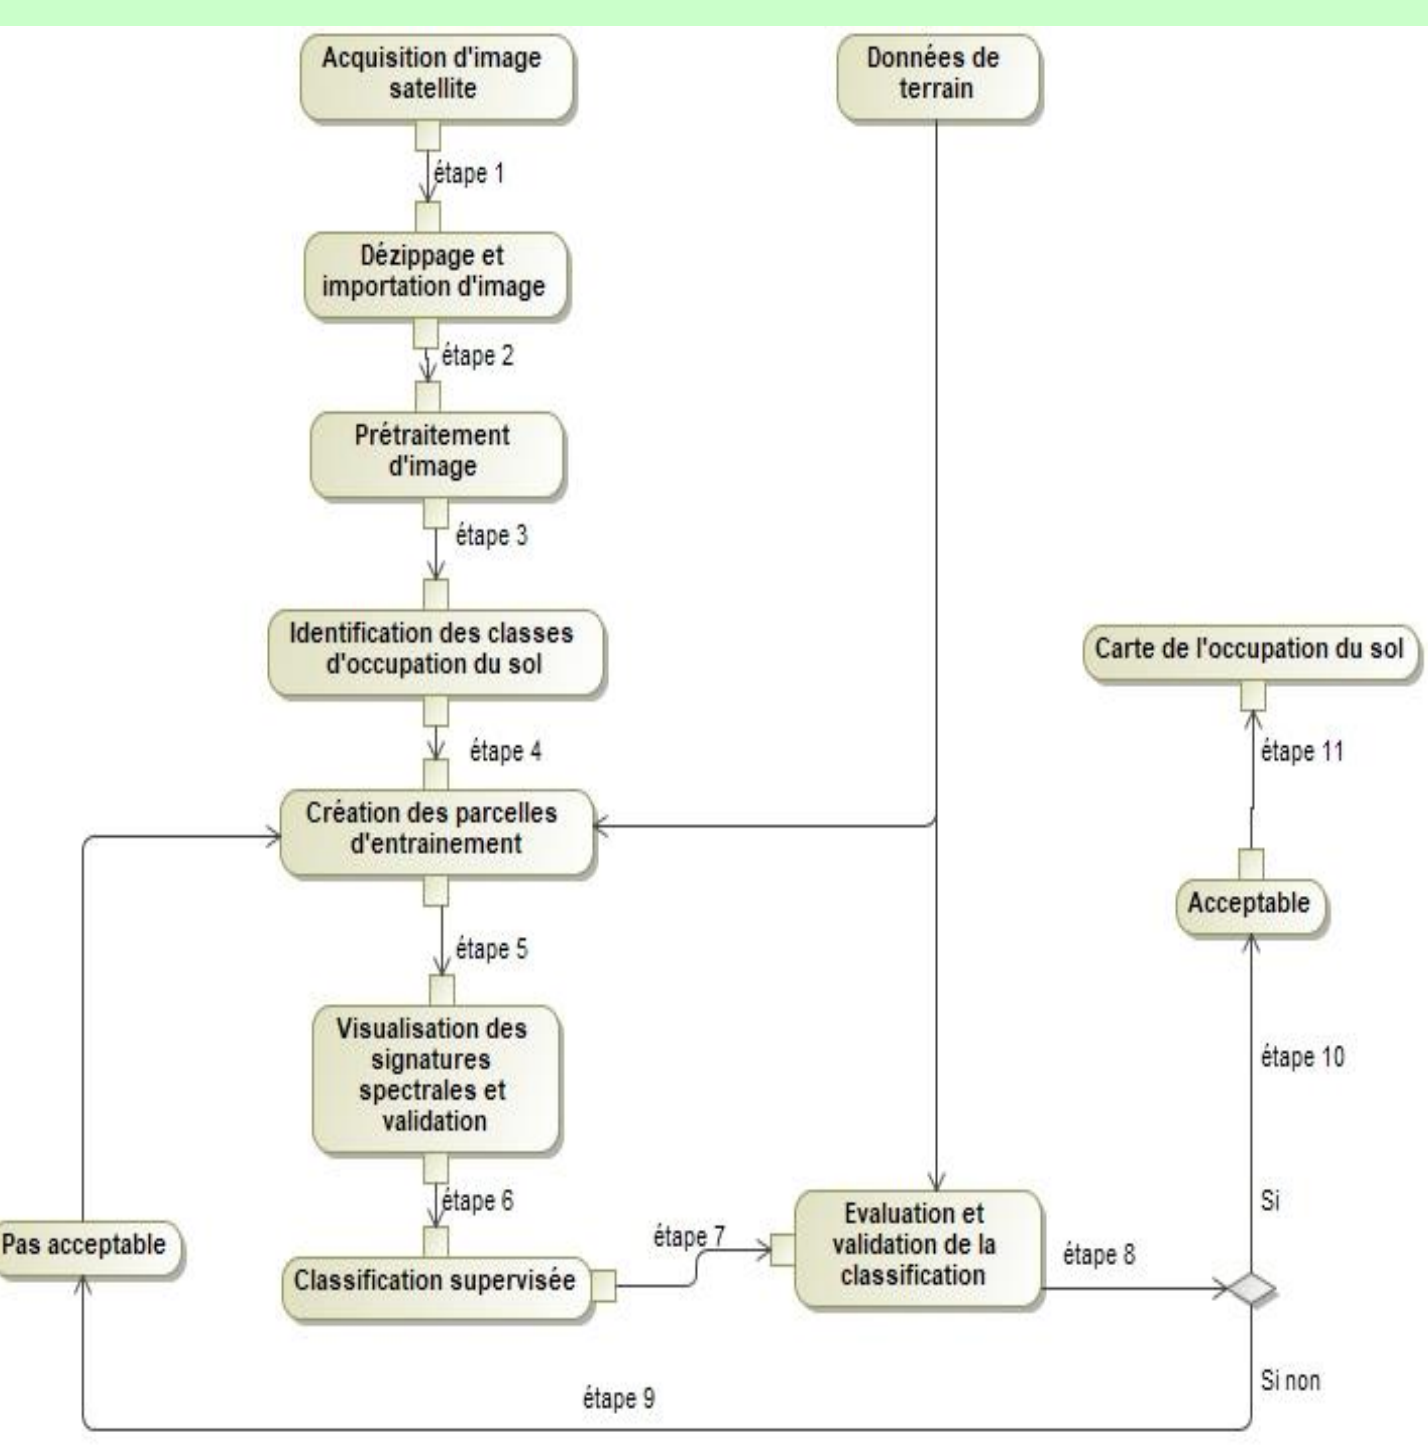 Acquisition d'image
satellite
Données de
terrain
étape 1
Dézippage et
importation d'image
étape 2
Prétraitement
d'image
étape 3
Identification des classes
d'occupation du sol
Carte de l'occupation du sol
étape 4
étape 11
Création des parcelles
d'entrainement
Acceptable
étape 5
Visualisation des
signatures
spectrales et
validation
étape 10
étape 6
Si
Pas acceptable
Classification supervisée
étape 7
Evaluation et
validation de la
classification
étape 8
Si non
étape 9